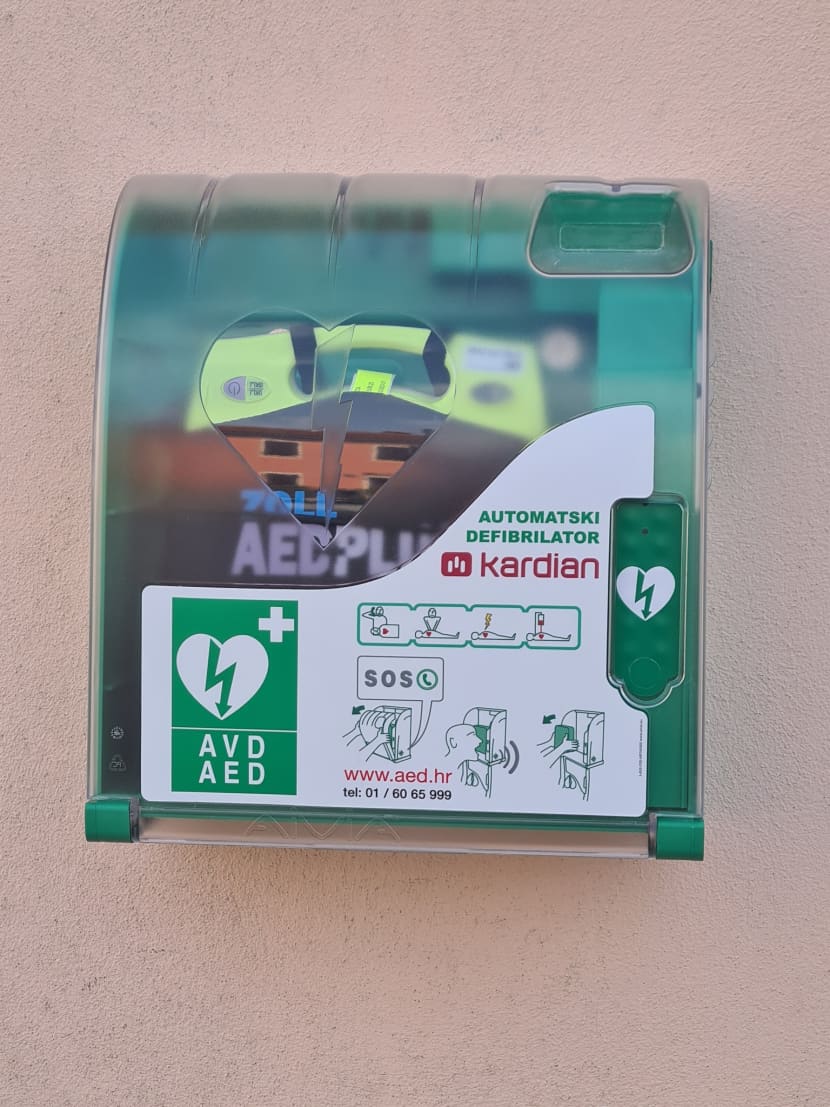 ZOLL
AED PLUS
AUTOMATSKI
DEFIBRILATOR
kardian
SOS
AVD
AED
www.aed.hr
tel: 01 / 60 65 999